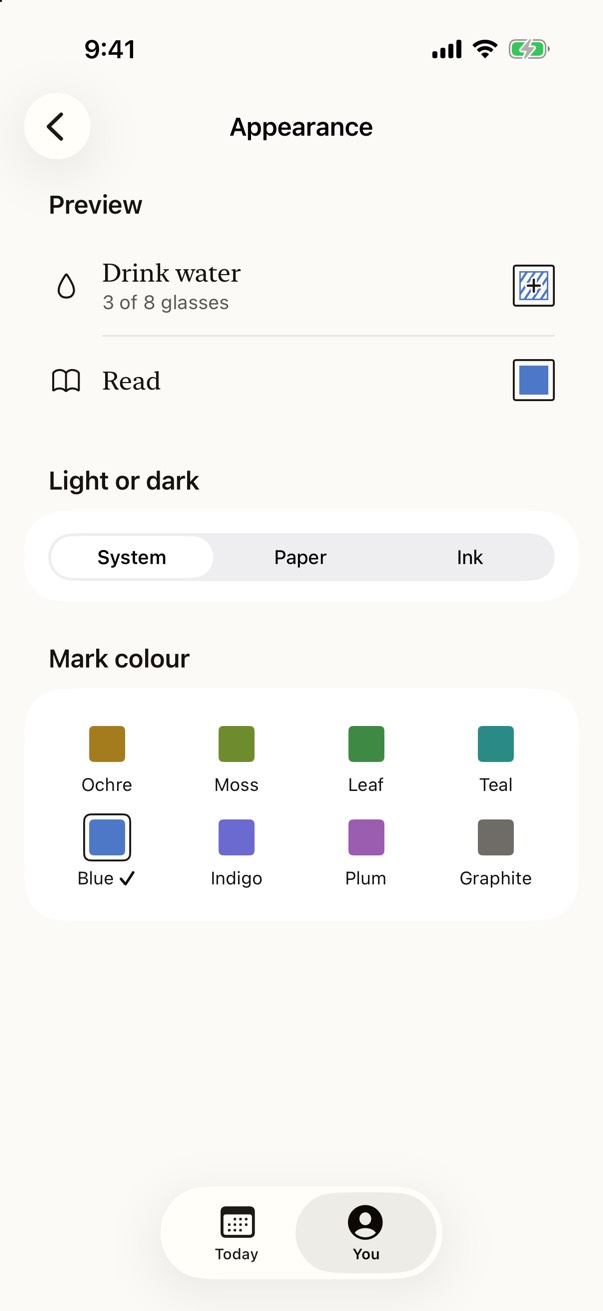 9:41
Appearance
Preview
Drink water
3 of 8 glasses
Read
Light or dark
System Paper Ink
Mark colour
Ochre Moss Leaf Teal
Blue ✓ Indigo Plum Graphite
Today You